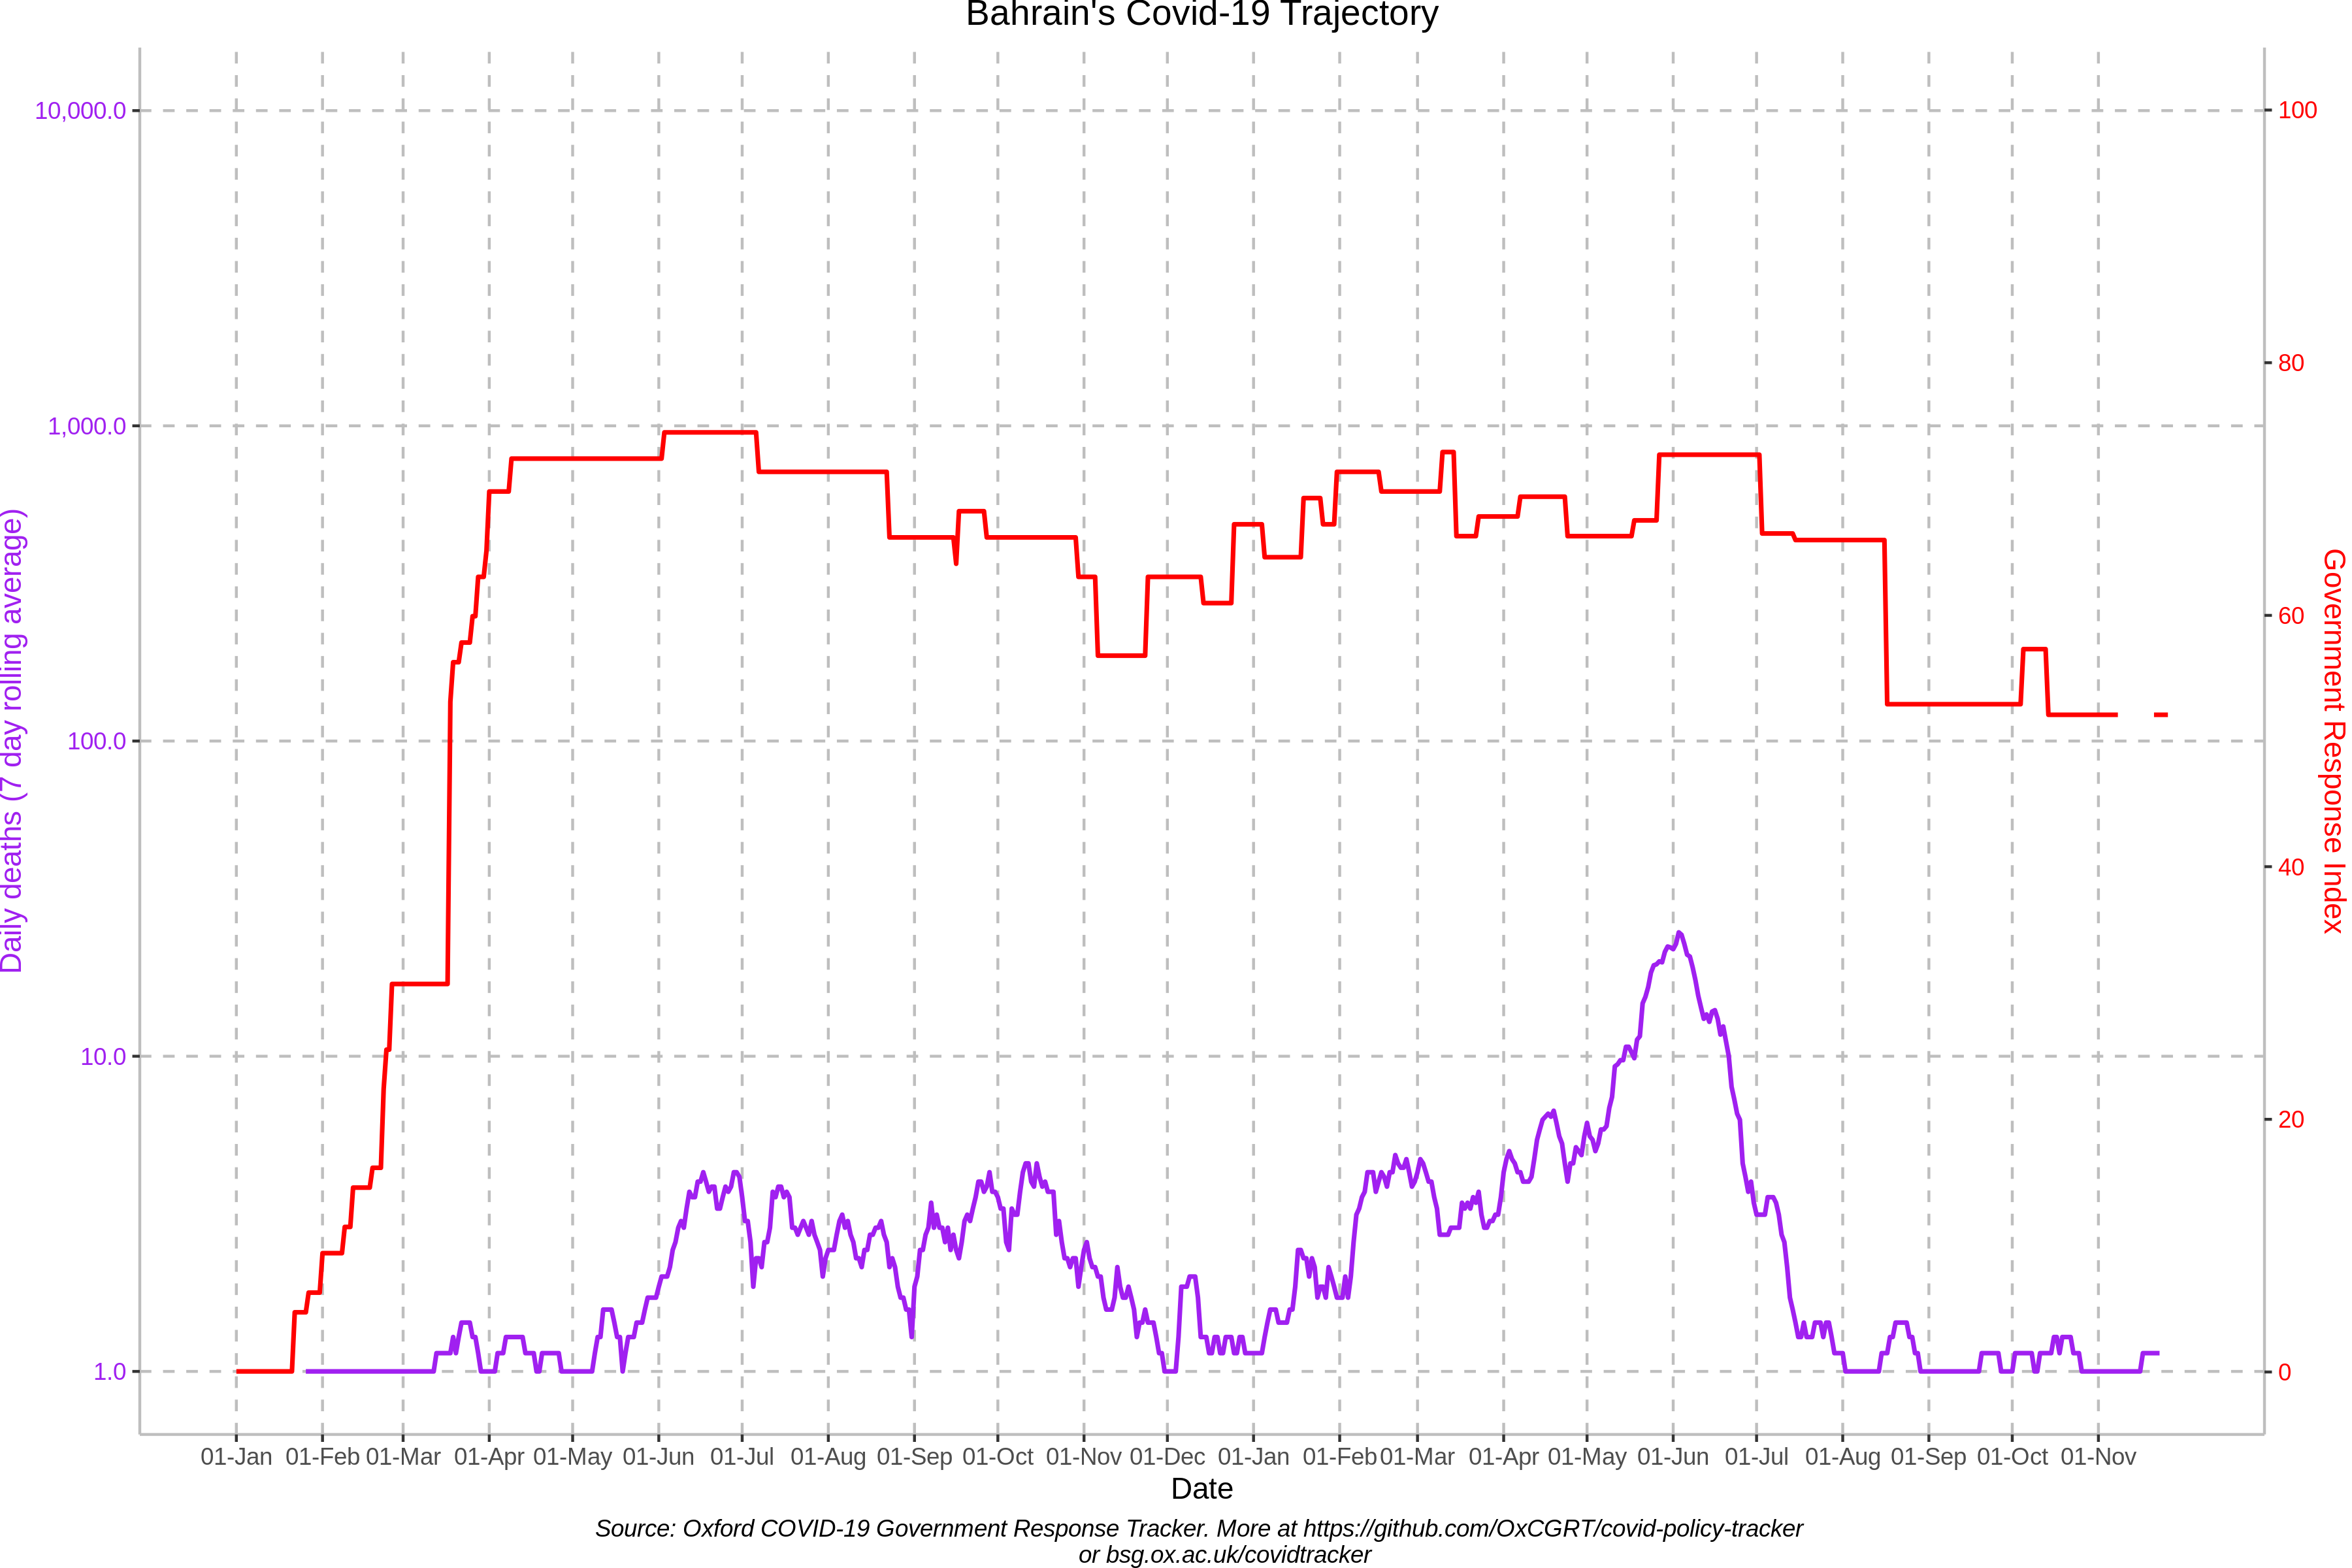 Bahrain's Covid-19 Trajectory
10,000.0
1,000.0
100.0
10.0
1.0
Daily deaths (7 day rolling average)
100
80
60
40
20
0
Government Response Index
01-Jan 01-Feb 01-Mar 01-Apr 01-May 01-Jun 01-Jul 01-Aug 01-Sep 01-Oct 01-Nov 01-Dec 01-Jan 01-Feb 01-Mar 01-Apr 01-May 01-Jun 01-Jul 01-Aug 01-Sep 01-Oct 01-Nov
Date
Source: Oxford COVID-19 Government Response Tracker. More at https://github.com/OxCGRT/covid-policy-tracker
or bsg.ox.ac.uk/covidtracker